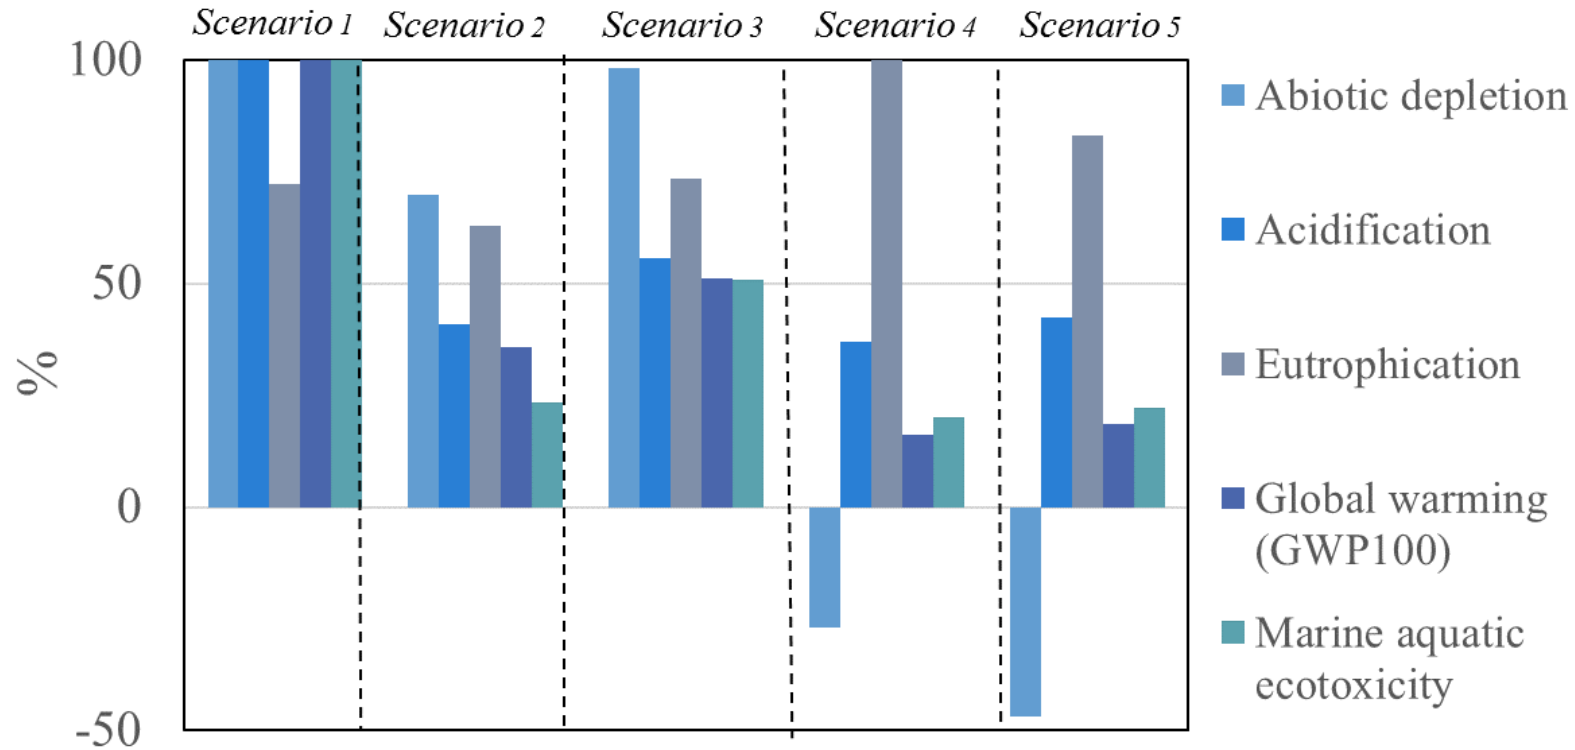 Scenario 1 Scenario 2 Scenario 3 Scenario 4 Scenario 5
100
50
0
-50
%
Abiotic depletion
Acidification
Eutrophication
Global warming
(GWP100)
Marine aquatic
ecotoxicity